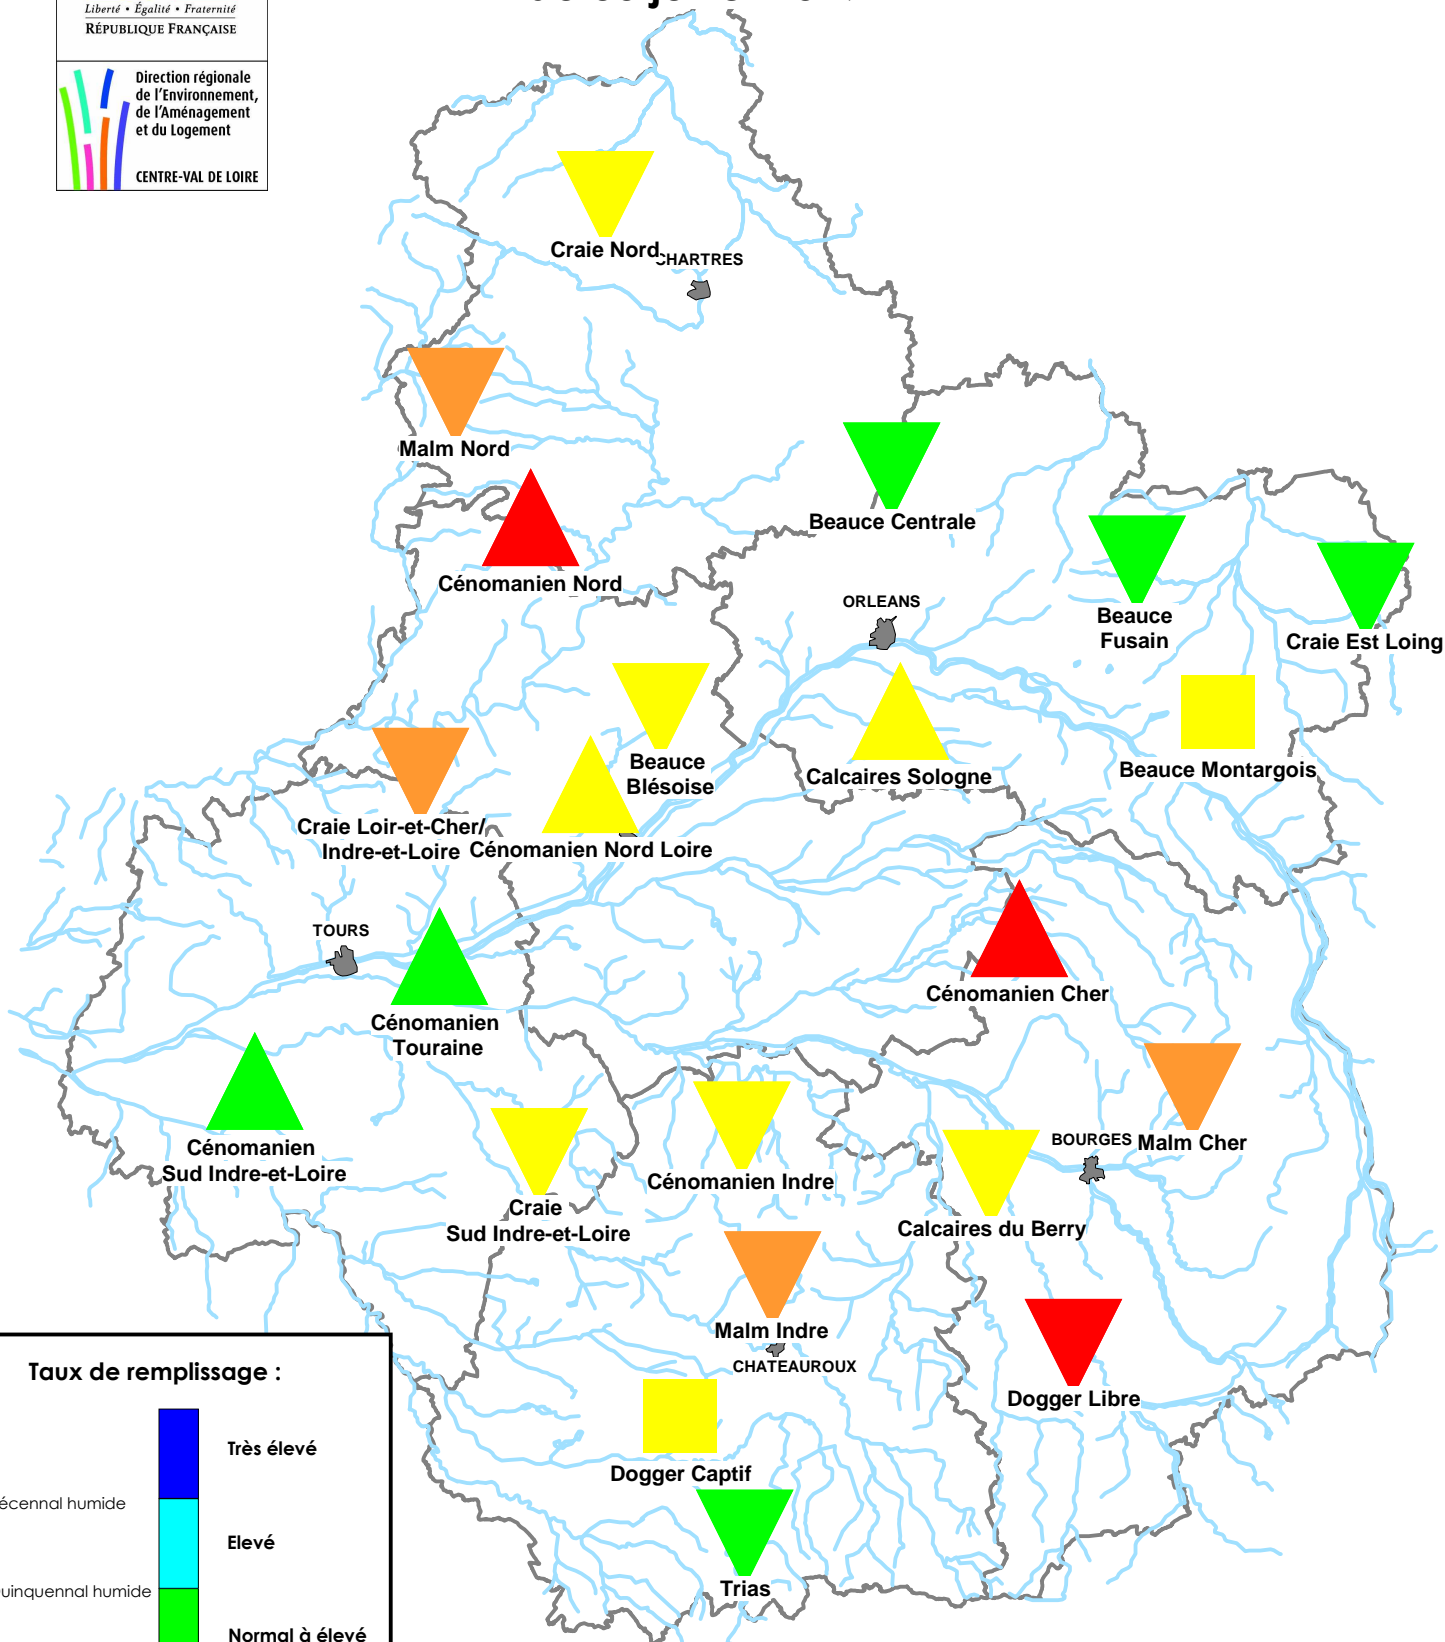 Liberté • Égalité • Fraternité
RÉPUBLIQUE FRANÇAISE
Direction régionale
de l'Environnement,
de l'Aménagement
et du Logement
CENTRE-VAL DE LOIRE
Craie Nord
CHARTRES
Malm Nord
Cénomanien Nord
Beauce Centrale
Beauce
Fusain
Craie Est Loing
ORLEANS
Beauce
Blésoise
Calcaires Sologne
Beauce Montargois
Craie Loir-et-Cher/
Indre-et-Loire
Cénomanien Nord Loire
TOURS
Cénomanien
Touraine
Cénomanien Cher
Cénomanien
Sud Indre-et-Loire
Craie
Sud Indre-et-Loire
Cénomanien Indre
BOURGES
Malm Cher
Calcaires du Berry
Malm Indre
CHATEAUROUX
Dogger Libre
Dogger Captif
Trias
Taux de remplissage :
Très élevé
écennal humide
Elevé
uinquennal humide
Normal à élevé